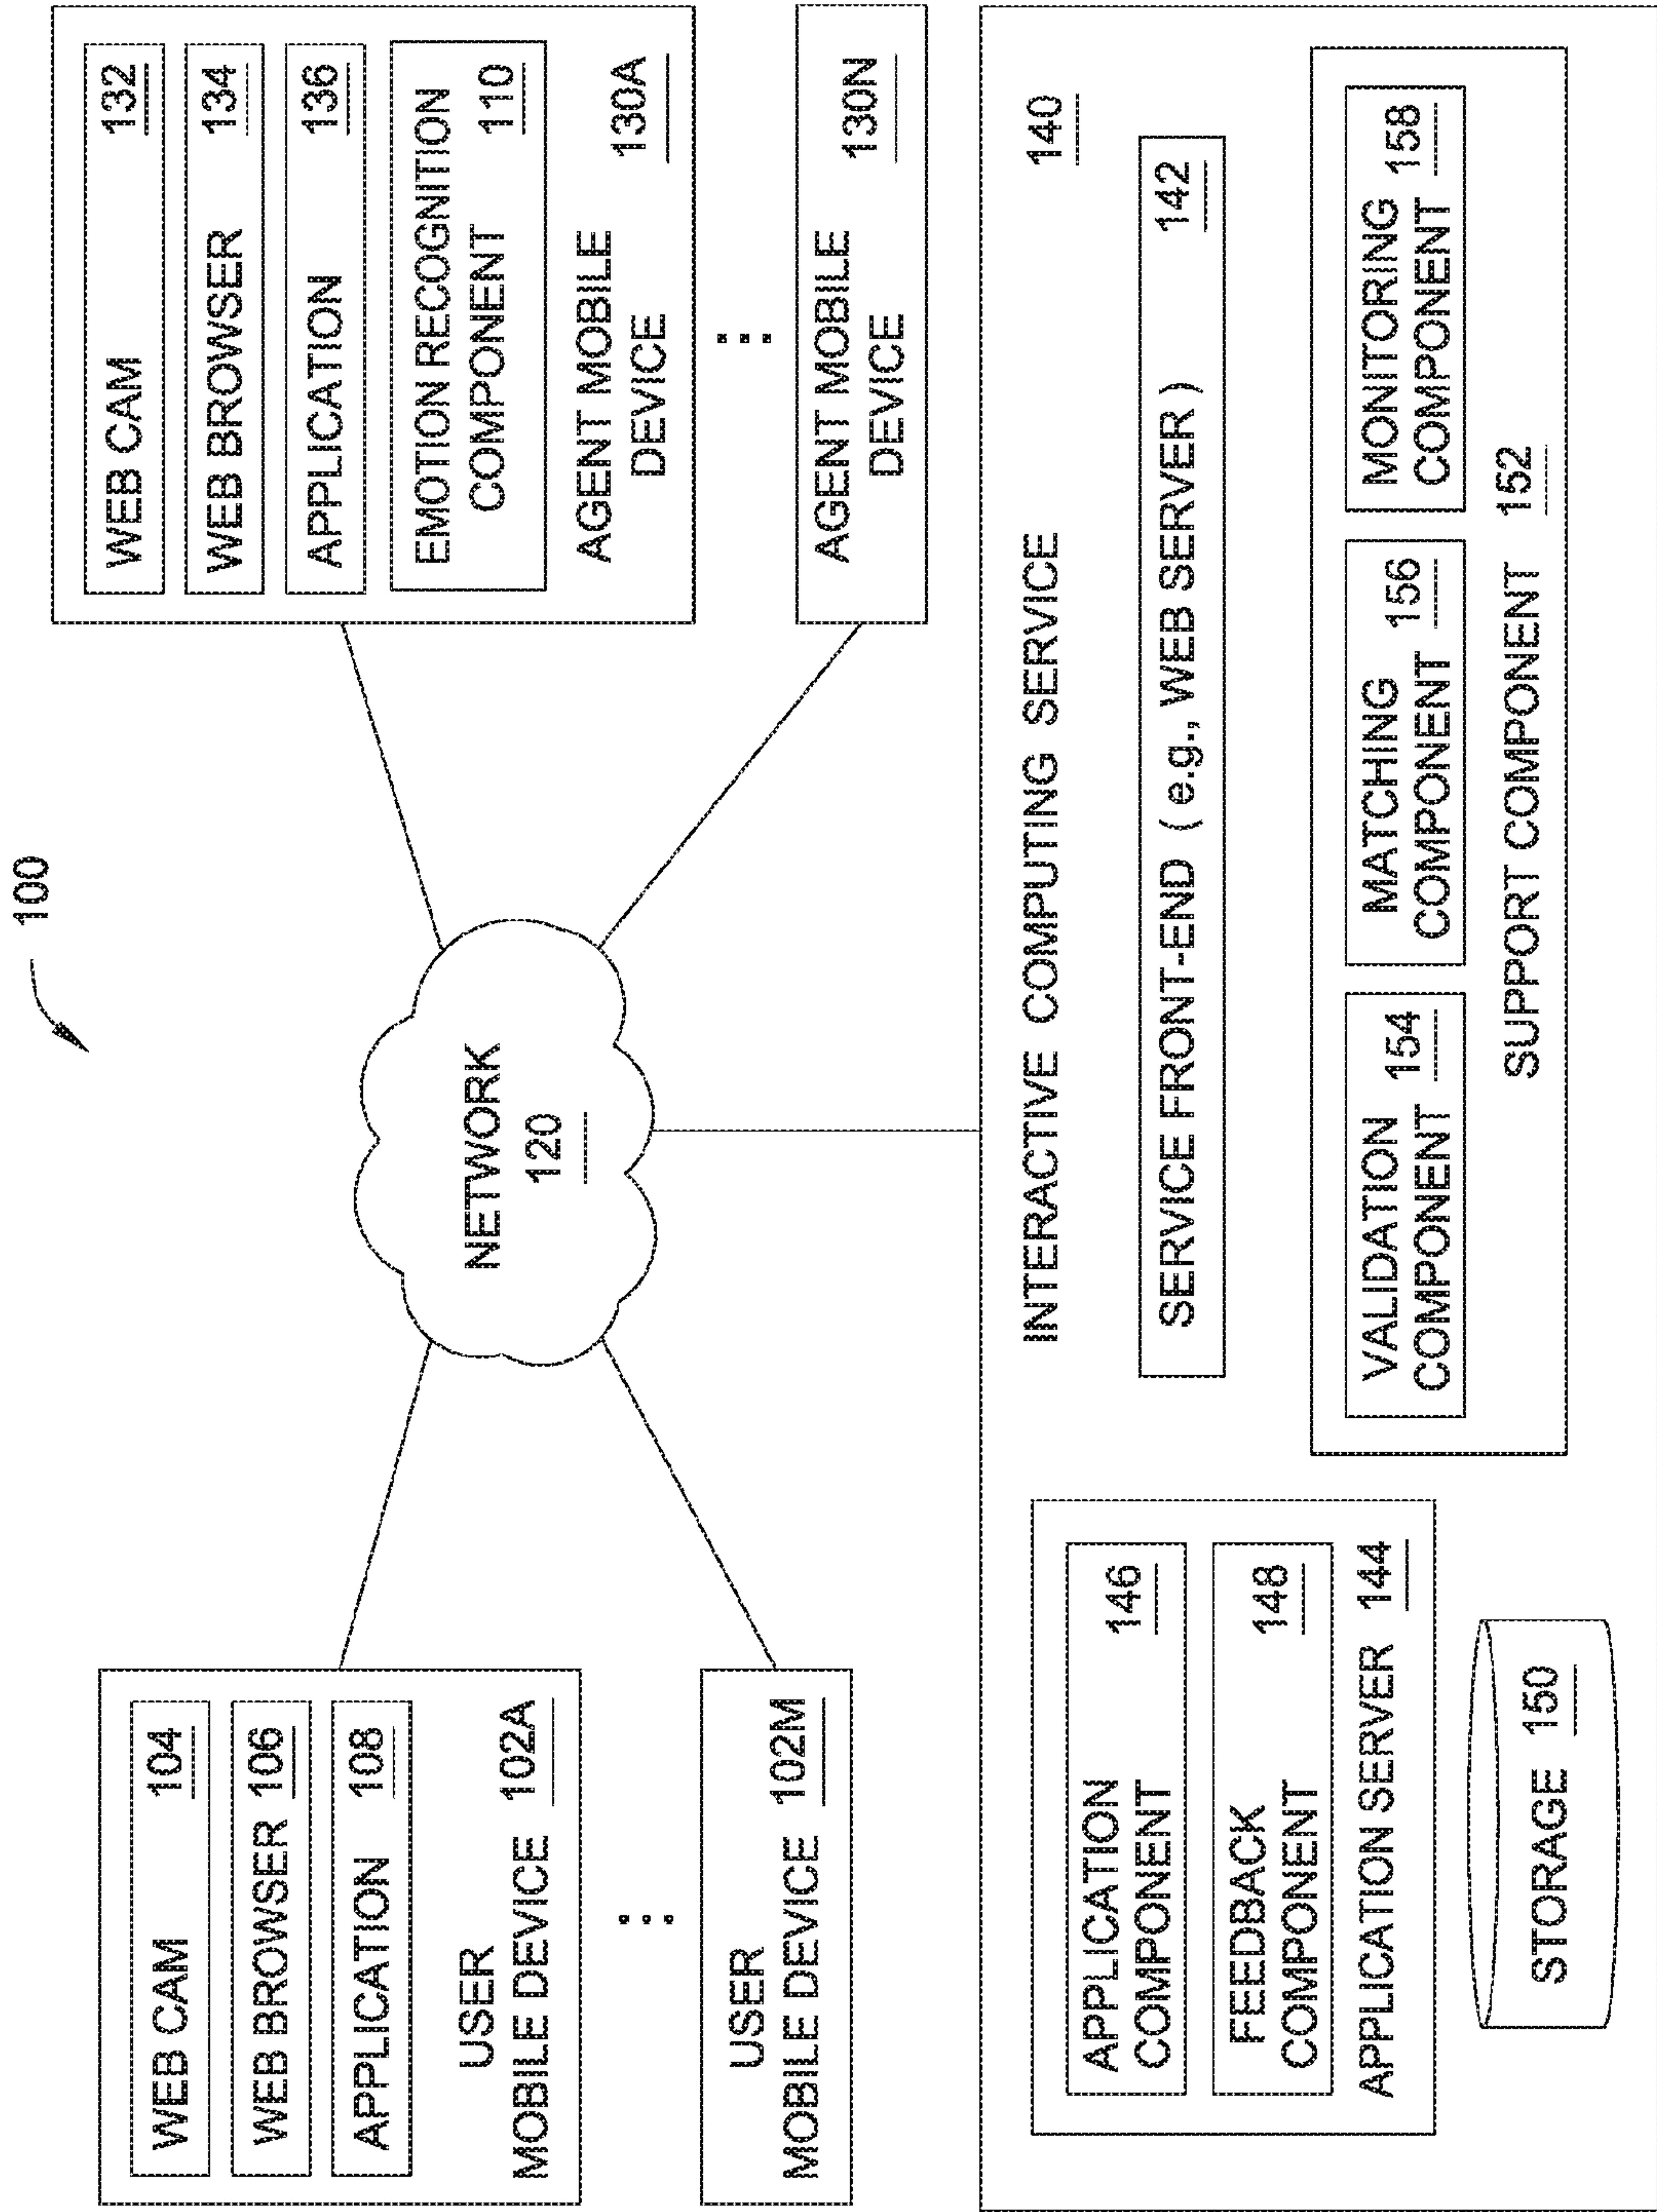 100
WEB CAM 104
WEB BROWSER 106
APPLICATION 108
USER
MOBILE DEVICE 102A
...
USER
MOBILE DEVICE 102M
NETWORK
120
WEB CAM 132
WEB BROWSER 134
APPLICATION 136
EMOTION RECOGNITION
COMPONENT 110
AGENT MOBILE
DEVICE 130A
...
AGENT MOBILE
DEVICE 130N
INTERACTIVE COMPUTING SERVICE 140
SERVICE FRONT-END ( e.g., WEB SERVER ) 142
APPLICATION
COMPONENT 146
FEEDBACK
COMPONENT 148
APPLICATION SERVER 144
STORAGE 150
VALIDATION
COMPONENT 154
MATCHING
COMPONENT 156
MONITORING
COMPONENT 158
SUPPORT COMPONENT 152